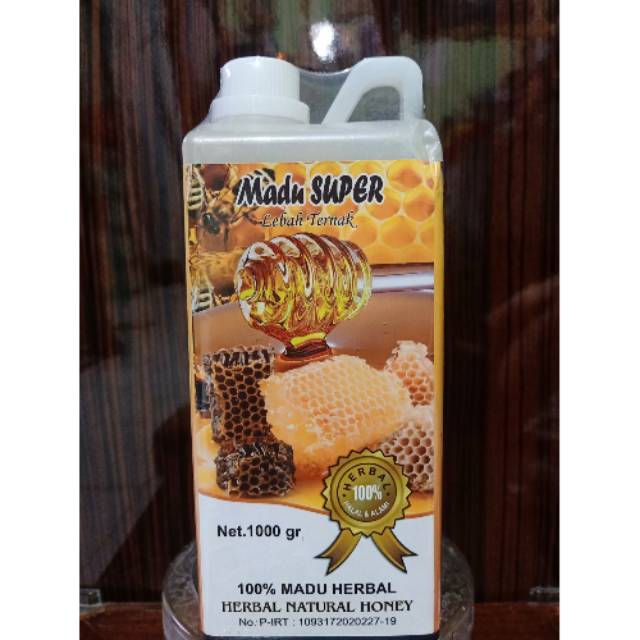 Madu SUPER
Lebah Ternak
HERBAL
100%
HALAL & ALAMI
Net.1000 gr
100% MADU HERBAL
HERBAL NATURAL HONEY
No.: P-IRT : 1093172020227-19